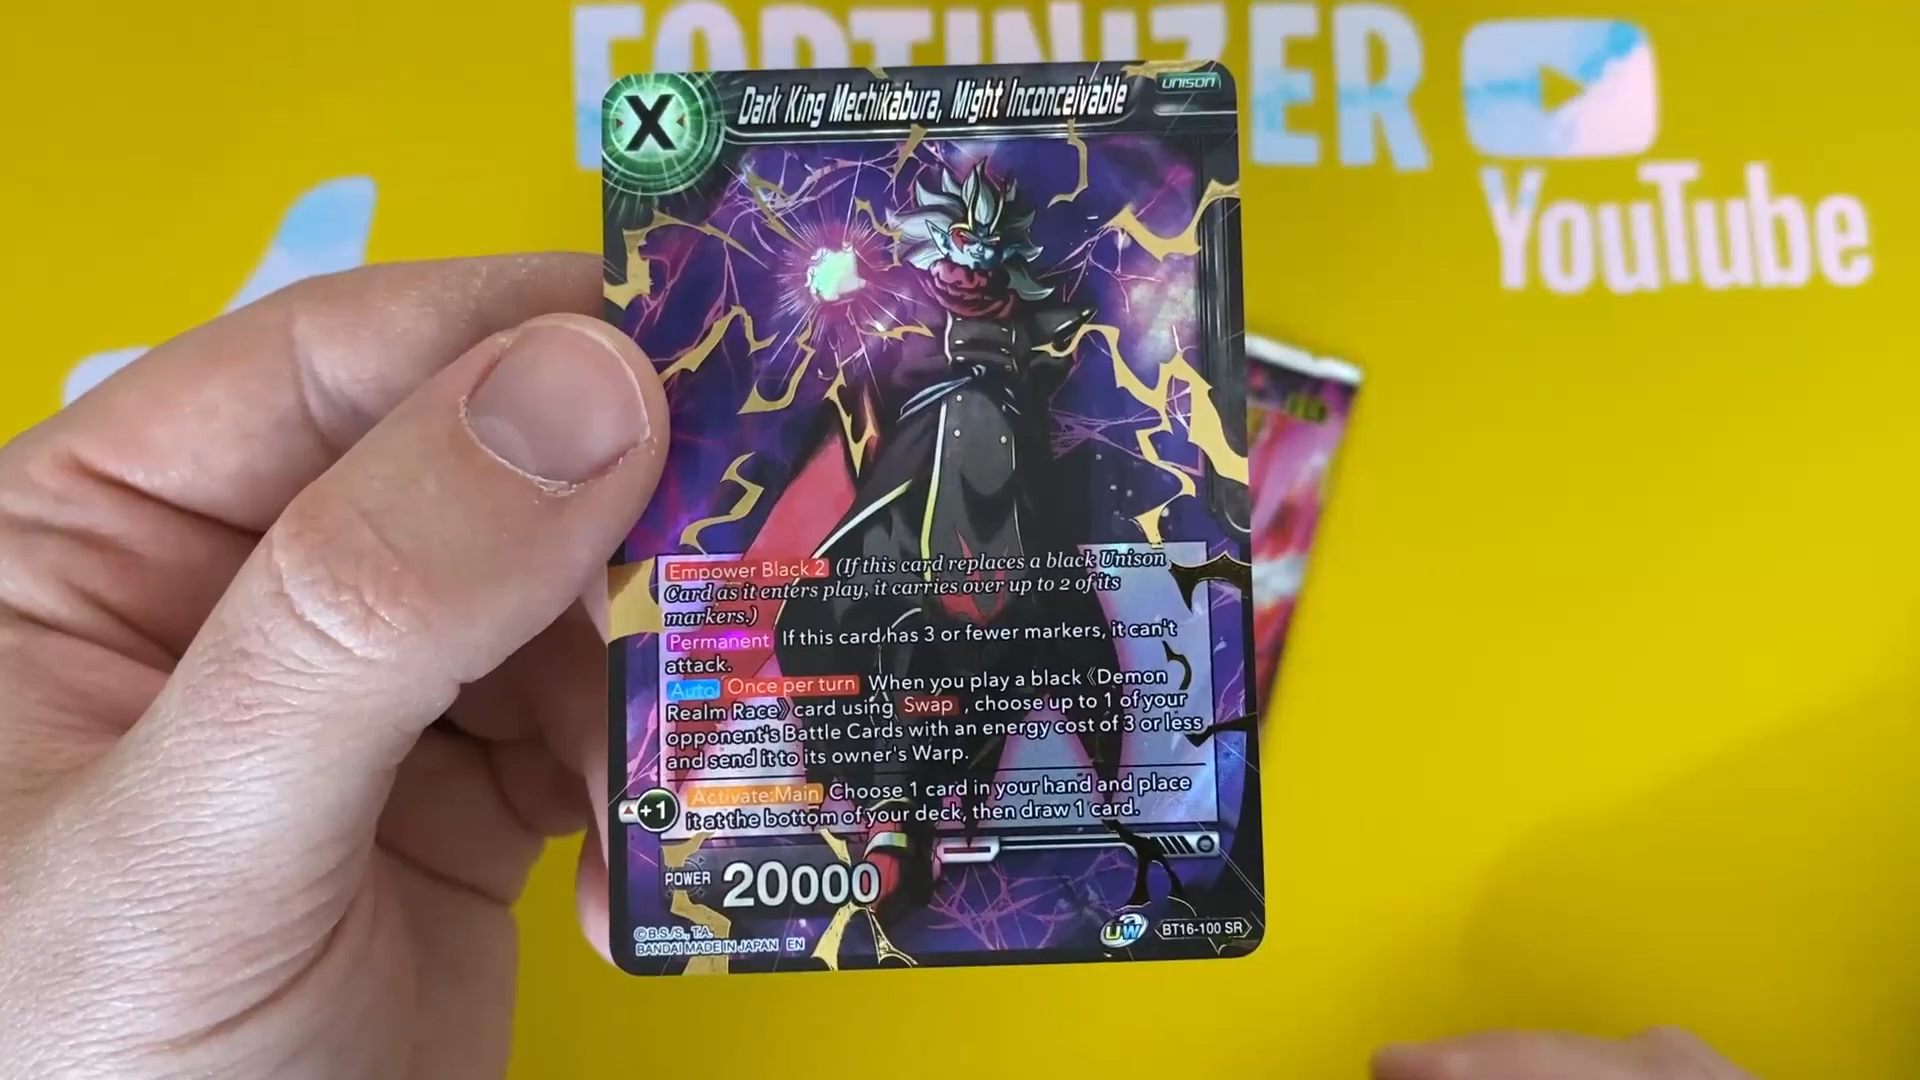 FORTINIZER
YouTube
X
Dark King Mechikabura, Might Inconceivable
UNISON
Empower Black 2 (If this card replaces a black Unison
Card as it enters play, it carries over up to 2 of its
markers.)
Permanent If this card has 3 or fewer markers, it can't
attack.
Auto Once per turn When you play a black 《Demon
Realm Race》 card using Swap , choose up to 1 of your
opponent's Battle Cards with an energy cost of 3 or less
and send it to its owner's Warp.
+1 Activate:Main Choose 1 card in your hand and place
it at the bottom of your deck, then draw 1 card.
POWER 20000
©B.S./S., T.A.
BANDAI MADE IN JAPAN EN
UW
BT16-100 SR